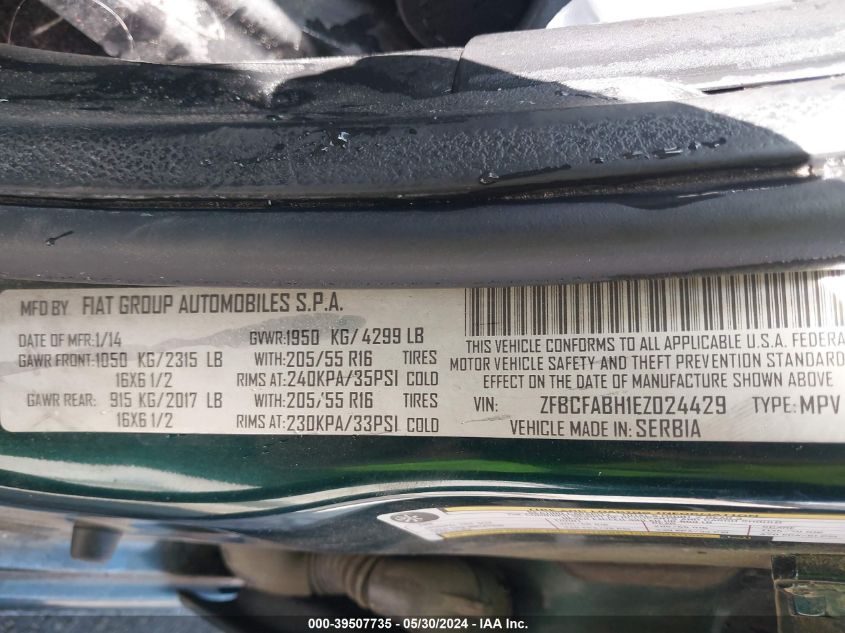 MFD BY FIAT GROUP AUTOMOBILES S.P.A.
DATE OF MFR:1/14 GVWR:1950 KG/4299 LB
GAWR FRONT:1050 KG/2315 LB WITH:205/55 R16 TIRES
16X6 1/2 RIMS AT:240KPA/35PSI COLD
GAWR REAR: 915 KG/2017 LB WITH:205/55 R16 TIRES
16X6 1/2 RIMS AT:230KPA/33PSI COLD
THIS VEHICLE CONFORMS TO ALL APPLICABLE U.S.A. FEDERA
MOTOR VEHICLE SAFETY AND THEFT PREVENTION STANDARD
EFFECT ON THE DATE OF MANUFACTURE SHOWN ABOVE
VIN: ZFBCFABH1EZ024429 TYPE:MPV
VEHICLE MADE IN: SERBIA
TIRE AND LOADING INFORMATION
000-39507735 - 05/30/2024 - IAA Inc.